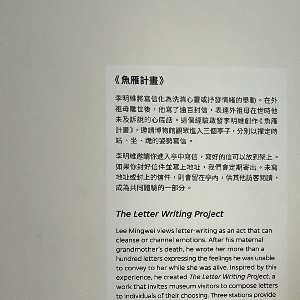 《魚雁計畫》
李明維將寫信化為洗滌心靈或抒發情緒的舉動。在外
祖母離世後，他寫了過百封信，表達外祖母在世時他
未及訴說的心底話。這個經驗啟發李明維創作《魚雁
計畫》，邀請博物館觀眾進入三個亭子，分別以擇定時
站、坐、跪的姿勢寫信。
李明維邀請你進入亭中寫信，寫好的信可以放到架上。
如果你封好信件並寫上地址，我們會定期寄出。未寫
地址或封上的信件，則會留在亭內，供其他訪客閱讀，
成為共同體驗的一部分。
The Letter Writing Project
Lee Mingwei views letter-writing as an act that can
cleanse or channel emotions. After his maternal
grandmother's death, he wrote her more than a
hundred letters expressing the feelings he was unable
to convey to her while she was alive. Inspired by this
experience, he created The Letter Writing Project, a
work that invites museum visitors to compose letters
to individuals of their choosing. Three stations provide